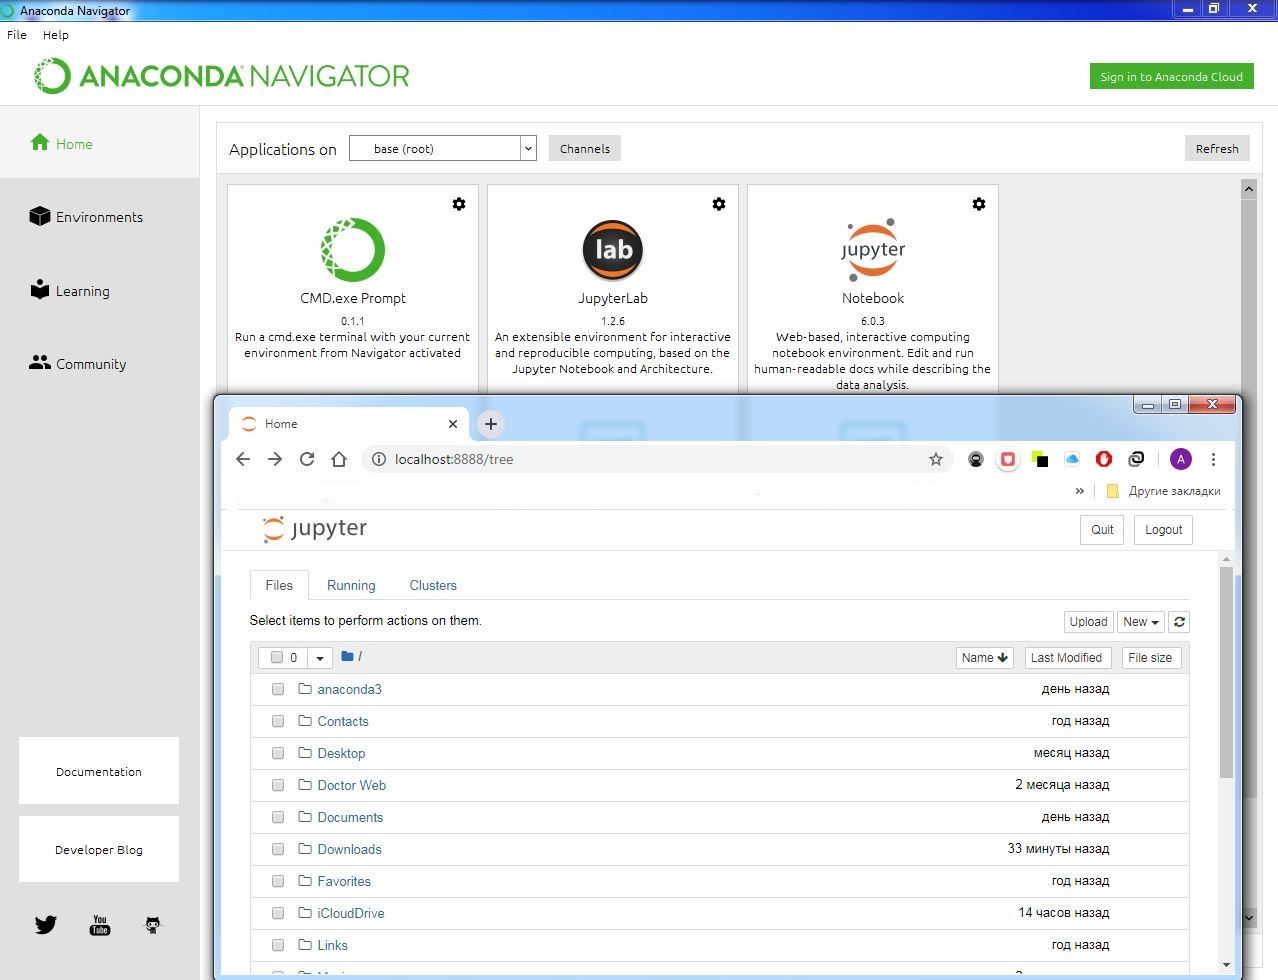 Anaconda Navigator
File Help
ANACONDA NAVIGATOR
Sign in to Anaconda Cloud
Home
Environments
Learning
Community
Documentation
Developer Blog
You
Tube
Applications on base (root) Channels Refresh
CMD.exe Prompt
0.1.1
Run a cmd.exe terminal with your current
environment from Navigator activated
lab
JupyterLab
1.2.6
An extensible environment for interactive
and reproducible computing, based on the
Jupyter Notebook and Architecture.
jupyter
Notebook
6.0.3
Web-based, interactive computing
notebook environment. Edit and run
human-readable docs while describing the
data analysis.
Home
localhost:8888/tree
A
» Другие закладки
jupyter
Quit Logout
Files Running Clusters
Select items to perform actions on them.
Upload New
0 / Name Last Modified File size
anaconda3 день назад
Contacts год назад
Desktop месяц назад
Doctor Web 2 месяца назад
Documents день назад
Downloads 33 минуты назад
Favorites год назад
iCloudDrive 14 часов назад
Links год назад